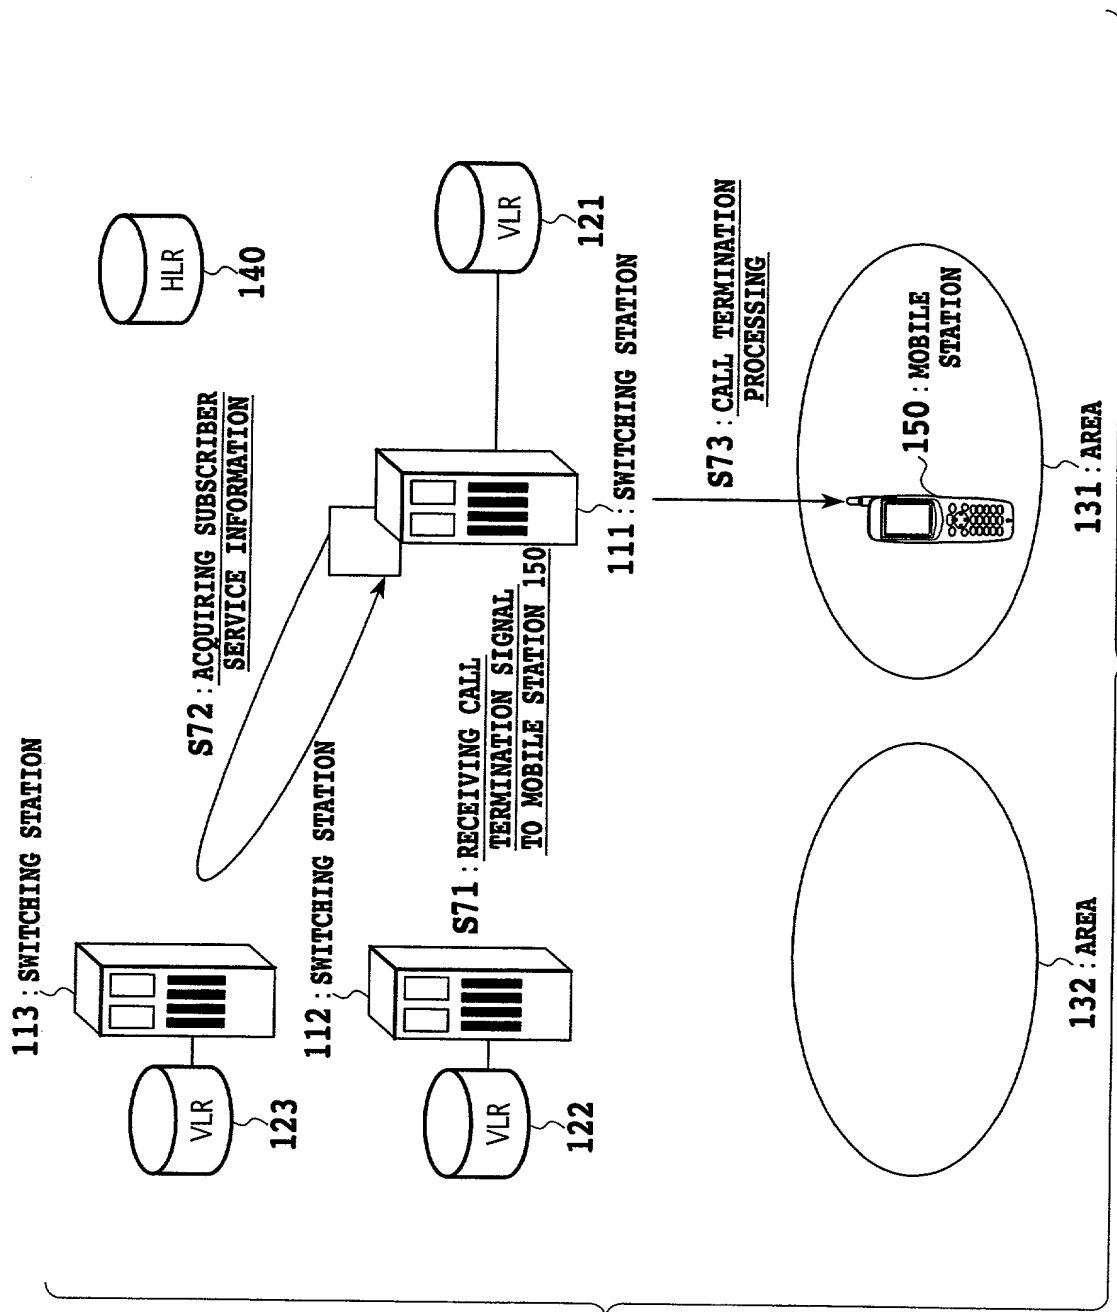 113 : SWITCHING STATION
VLR
123
112 : SWITCHING STATION
VLR
122
S72 : ACQUIRING SUBSCRIBER
SERVICE INFORMATION
HLR
140
S71 : RECEIVING CALL
TERMINATION SIGNAL
TO MOBILE STATION 150
VLR
121
111 : SWITCHING STATION
S73 : CALL TERMINATION
PROCESSING
150 : MOBILE
STATION
132 : AREA
131 : AREA